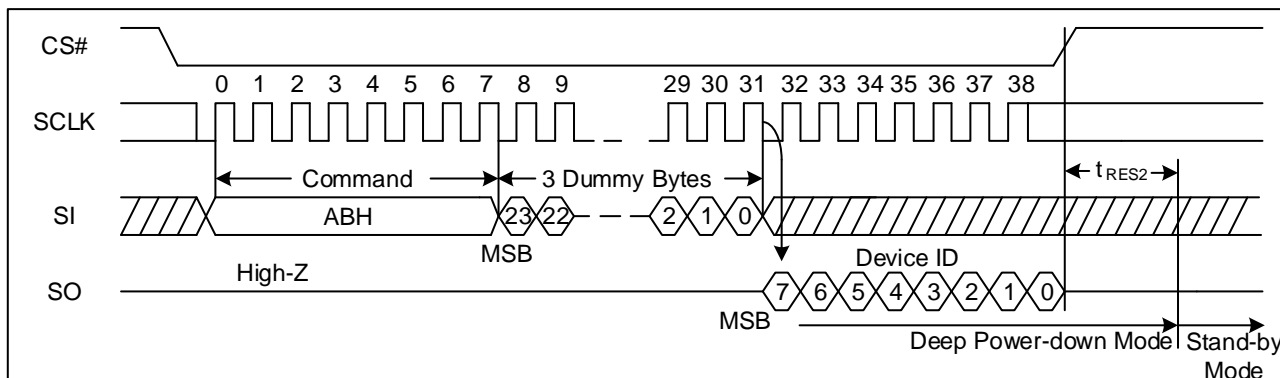 CS#
0 1 2 3 4 5 6 7 8 9 29 30 31 32 33 34 35 36 37 38
SCLK
Command 3 Dummy Bytes tRES2
SI ABH 23 22 2 1 0
MSB
High-Z Device ID
SO 7 6 5 4 3 2 1 0
MSB
Deep Power-down Mode Stand-by
Mode